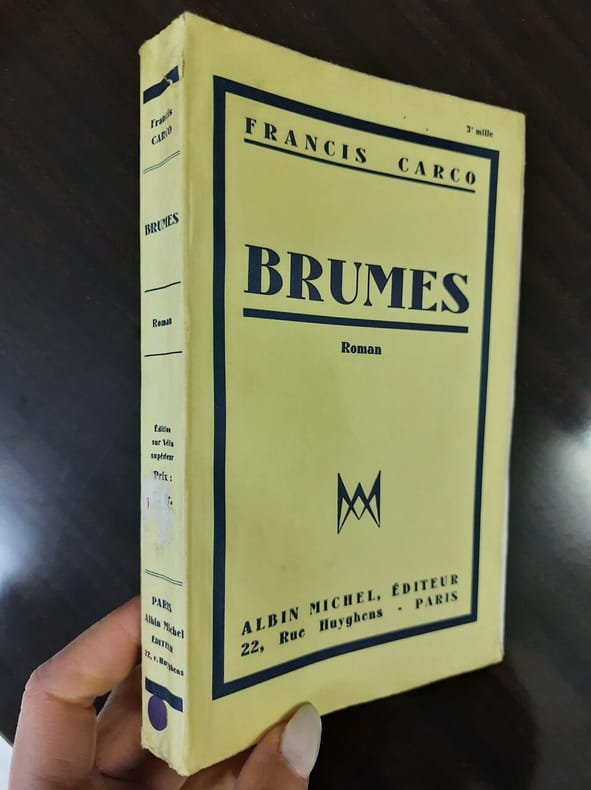 Francis
CARCO
BRUMES
Roman
Édition
sur Vélin
supérieur
Prix :
PARIS
Albin Michel
ÉDITEUR
22, r. Huyghens
3e mille
FRANCIS CARCO
BRUMES
Roman
ALBIN MICHEL, ÉDITEUR
22, Rue Huyghens - PARIS